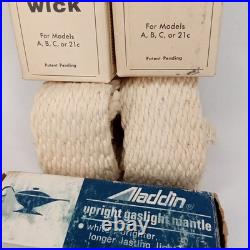 WICK
For Models
A, B, C, or 21c
Patent Pending
For Models
A, B, C, or 21c
Patent Pending
Aladdin®
upright gaslight mantle
• whiter, brighter
longer lasting light
ebay